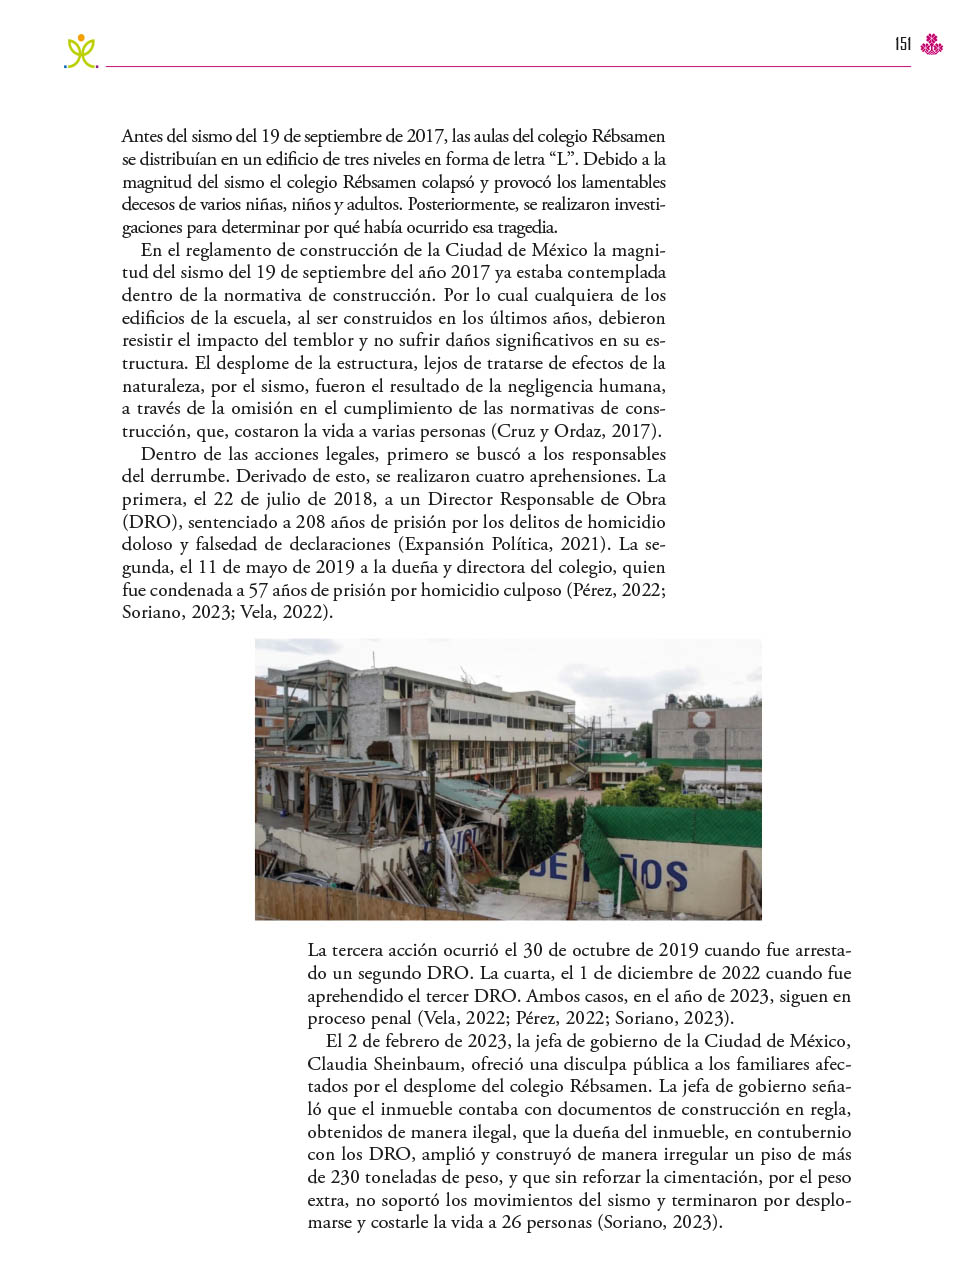 151
Antes del sismo del 19 de septiembre de 2017, las aulas del colegio Rébsamen
se distribuían en un edificio de tres niveles en forma de letra “L”. Debido a la
magnitud del sismo el colegio Rébsamen colapsó y provocó los lamentables
decesos de varios niñas, niños y adultos. Posteriormente, se realizaron investi-
gaciones para determinar por qué había ocurrido esa tragedia.
En el reglamento de construcción de la Ciudad de México la magni-
tud del sismo del 19 de septiembre del año 2017 ya estaba contemplada
dentro de la normativa de construcción. Por lo cual cualquiera de los
edificios de la escuela, al ser construidos en los últimos años, debieron
resistir el impacto del temblor y no sufrir daños significativos en su es-
tructura. El desplome de la estructura, lejos de tratarse de efectos de la
naturaleza, por el sismo, fueron el resultado de la negligencia humana,
a través de la omisión en el cumplimiento de las normativas de cons-
trucción, que, costaron la vida a varias personas (Cruz y Ordaz, 2017).
Dentro de las acciones legales, primero se buscó a los responsables
del derrumbe. Derivado de esto, se realizaron cuatro aprehensiones. La
primera, el 22 de julio de 2018, a un Director Responsable de Obra
(DRO), sentenciado a 208 años de prisión por los delitos de homicidio
doloso y falsedad de declaraciones (Expansión Política, 2021). La se-
gunda, el 11 de mayo de 2019 a la dueña y directora del colegio, quien
fue condenada a 57 años de prisión por homicidio culposo (Pérez, 2022;
Soriano, 2023; Vela, 2022).
DE
La tercera acción ocurrió el 30 de octubre de 2019 cuando fue arresta-
do un segundo DRO. La cuarta, el 1 de diciembre de 2022 cuando fue
aprehendido el tercer DRO. Ambos casos, en el año de 2023, siguen en
proceso penal (Vela, 2022; Pérez, 2022; Soriano, 2023).
El 2 de febrero de 2023, la jefa de gobierno de la Ciudad de México,
Claudia Sheinbaum, ofreció una disculpa pública a los familiares afec-
tados por el desplome del colegio Rébsamen. La jefa de gobierno seña-
ló que el inmueble contaba con documentos de construcción en regla,
obtenidos de manera ilegal, que la dueña del inmueble, en contubernio
con los DRO, amplió y construyó de manera irregular un piso de más
de 230 toneladas de peso, y que sin reforzar la cimentación, por el peso
extra, no soportó los movimientos del sismo y terminaron por desplo-
marse y costarle la vida a 26 personas (Soriano, 2023).